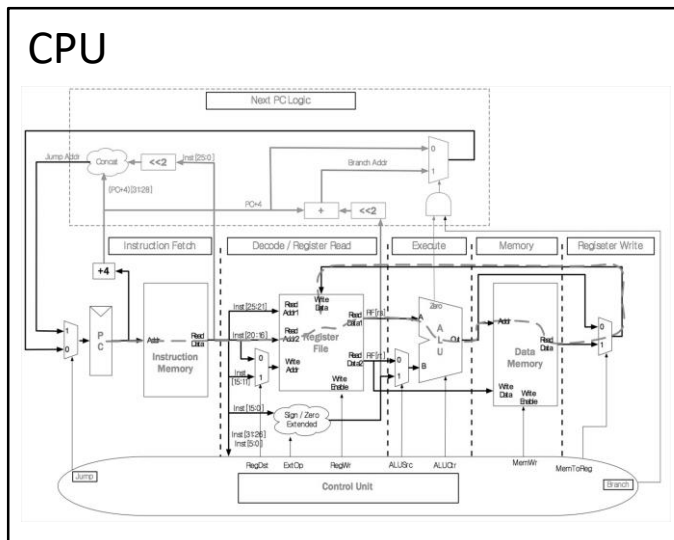 CPU
Next PC Logic
Jump Addr
Concat
<<2
Inst [25:0]
0
1
Branch Addr
(PC+4)[31:28]
PC+4
+
<<2
Instruction Fetch
Decode / Register Read
Execute
Memory
Regiseter Write
+4
1
0
P
C
Addr
Read
Data
Instruction
Memory
Inst [25:21]
Inst [20:16]
Inst
[15:11]
Inst [15:0]
Inst [31:26]
Inst [5:0]
0
1
Read
Addr1
Write
Data
Read
Data1
Read
Addr2
Register
File
Write
Addr
Read
Data2
Write
Enable
RF[rs]
RF[rt]
Sign / Zero
Extended
0
1
Zero
A
B
A
L
U
Out
Addr
Read
Data
Data
Memory
Write
Data
Write
Enable
0
1
Jump
RegDst
ExtOp
RegWr
ALUSrc
ALUCtr
MemWr
MemToReg
Branch
Control Unit